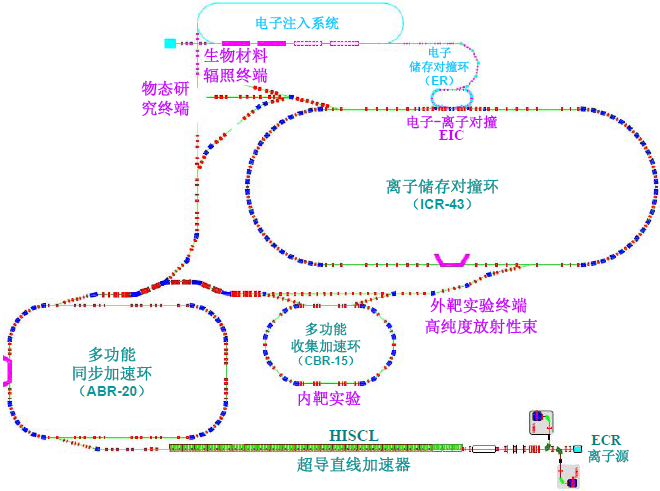 电子注入系统
电子
储存对撞环
（ER）
生物材料
辐照终端
物态研
究终端
电子-离子对撞
EIC
离子储存对撞环
（ICR-43）
外靶实验终端
高纯度放射性束
多功能
收集加速环
（CBR-15）
内靶实验
多功能
同步加速环
（ABR-20）
HISCL
超导直线加速器
ECR
离子源